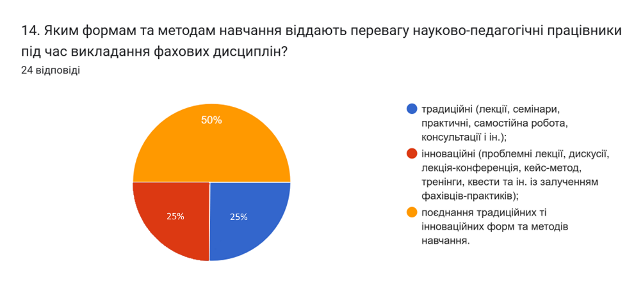 14. Яким формам та методам навчання віддають перевагу науково-педагогічні працівники
під час викладання фахових дисциплін?
24 відповіді
50%
25%
25%
традиційні (лекції, семінари,
практичні, самостійна робота,
консультації і ін.);
інноваційні (проблемні лекції, дискусії,
лекція-конференція, кейс-метод,
тренінги, квести та ін. із залученням
фахівців-практиків);
поєднання традиційних ті
інноваційних форм та методів
навчання.